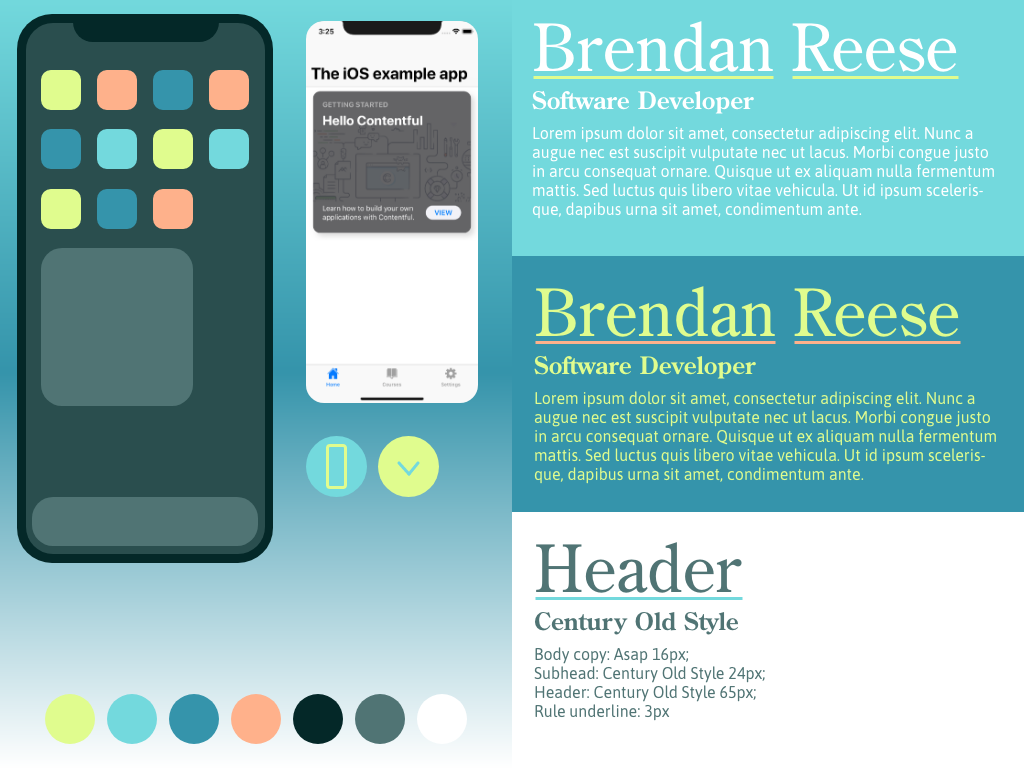 3:25
The iOS example app
GETTING STARTED
Hello Contentful
Learn how to build your own
applications with Contentful.
VIEW
Home
Courses
Settings
Brendan Reese
Software Developer
Lorem ipsum dolor sit amet, consectetur adipiscing elit. Nunc a
augue nec est suscipit vulputate nec ut lacus. Morbi congue justo
in arcu consequat ornare. Quisque ut ex aliquam nulla fermentum
mattis. Sed luctus quis libero vitae vehicula. Ut id ipsum sceleris-
que, dapibus urna sit amet, condimentum ante.
Brendan Reese
Software Developer
Lorem ipsum dolor sit amet, consectetur adipiscing elit. Nunc a
augue nec est suscipit vulputate nec ut lacus. Morbi congue justo
in arcu consequat ornare. Quisque ut ex aliquam nulla fermentum
mattis. Sed luctus quis libero vitae vehicula. Ut id ipsum sceleris-
que, dapibus urna sit amet, condimentum ante.
Header
Century Old Style
Body copy: Asap 16px;
Subhead: Century Old Style 24px;
Header: Century Old Style 65px;
Rule underline: 3px